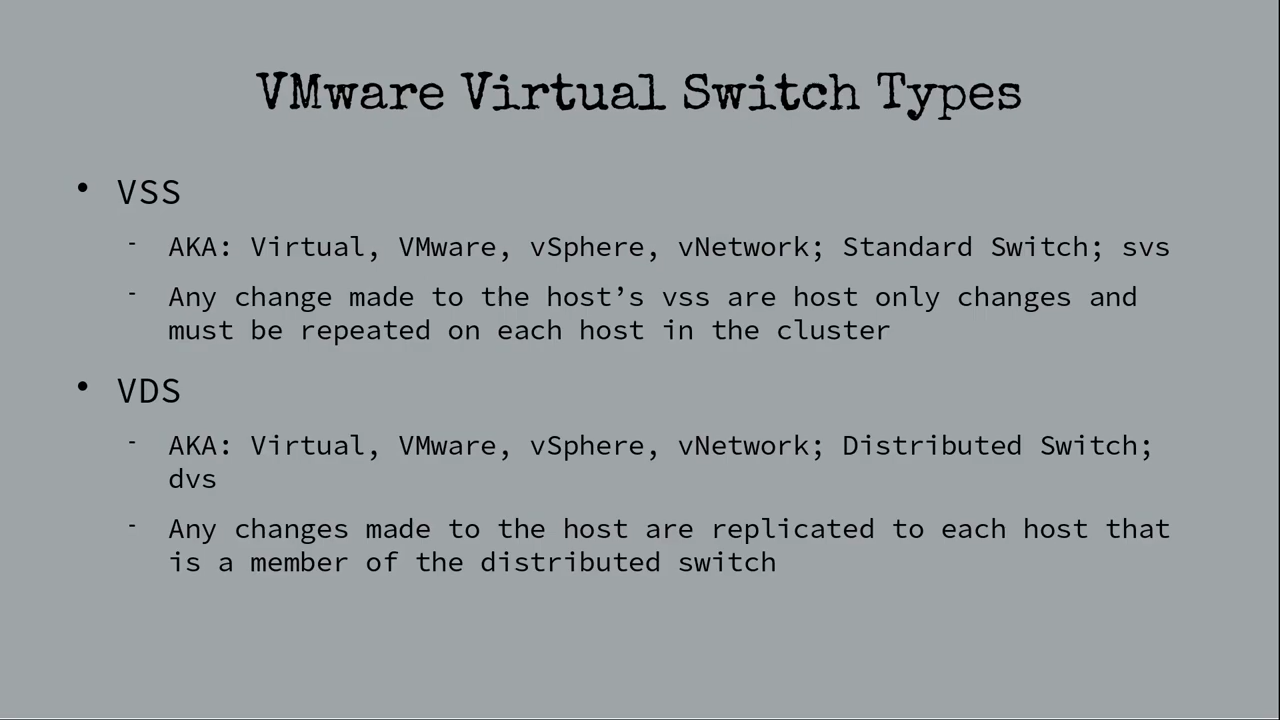 VMware Virtual Switch Types
• VSS
- AKA: Virtual, VMware, vSphere, vNetwork; Standard Switch; svs
- Any change made to the host’s vss are host only changes and
must be repeated on each host in the cluster
• VDS
- AKA: Virtual, VMware, vSphere, vNetwork; Distributed Switch;
dvs
- Any changes made to the host are replicated to each host that
is a member of the distributed switch